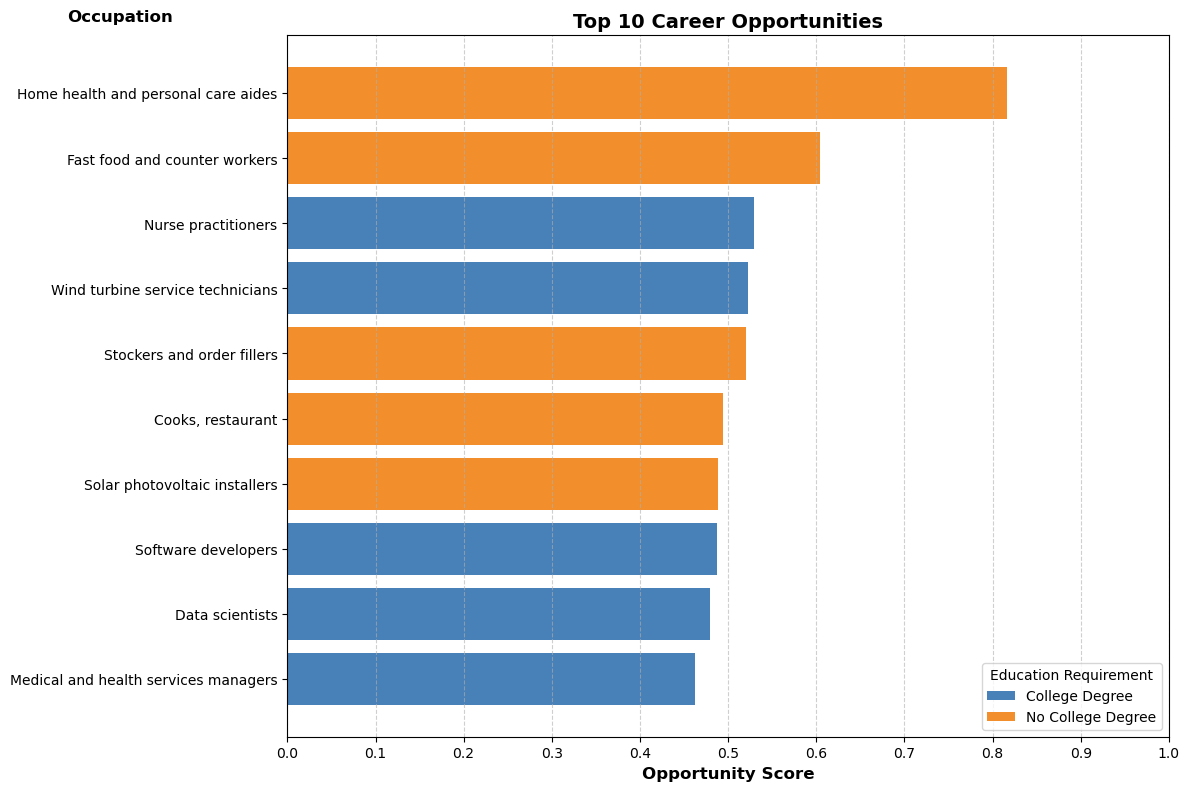 Occupation
Top 10 Career Opportunities
Home health and personal care aides
Fast food and counter workers
Nurse practitioners
Wind turbine service technicians
Stockers and order fillers
Cooks, restaurant
Solar photovoltaic installers
Software developers
Data scientists
Medical and health services managers
Education Requirement
College Degree
No College Degree
0.0 0.1 0.2 0.3 0.4 0.5 0.6 0.7 0.8 0.9 1.0
Opportunity Score